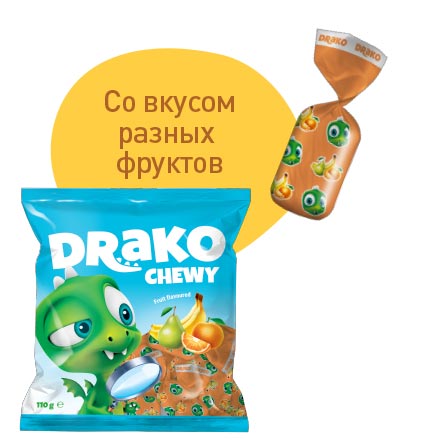 DRAKO DRAKO
Со вкусом
разных
фруктов
DRAKO
CHEWY
Fruit flavoured
110 g e